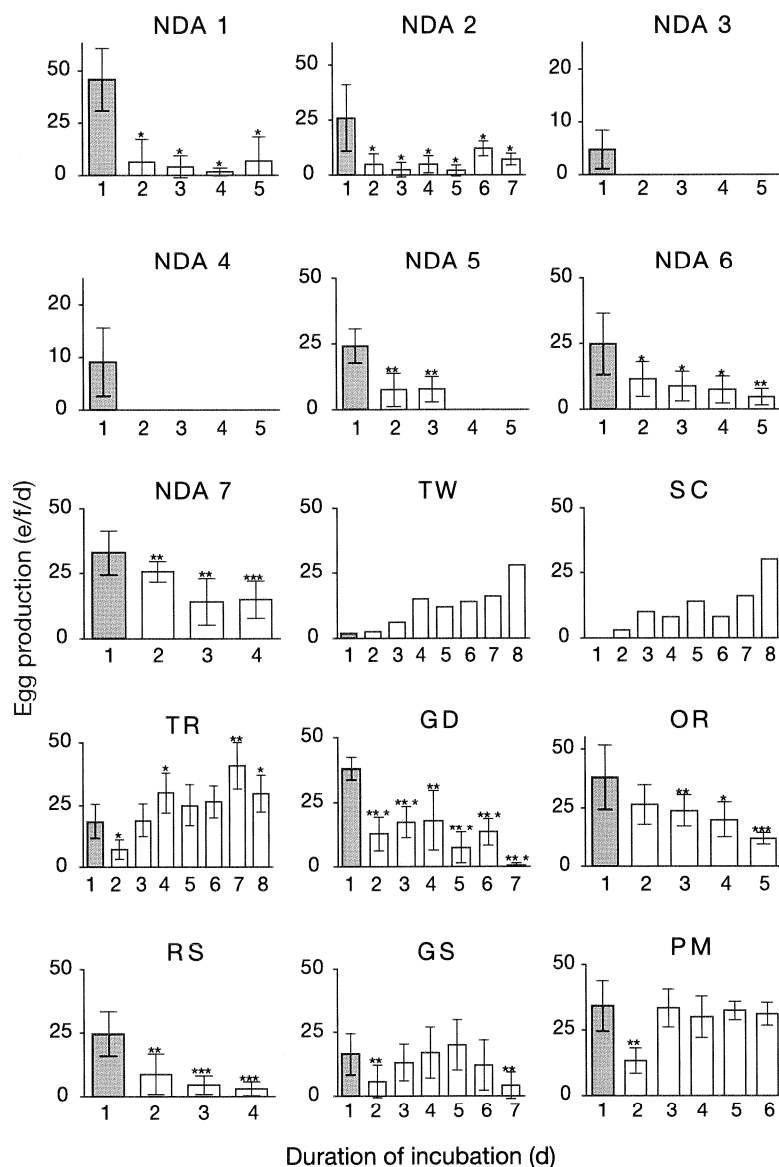 NDA 1 NDA 2 NDA 3
50 50 20
25 25 10
0 0 0
* * * *
* * * * * *
1 2 3 4 5 1 2 3 4 5 6 7 1 2 3 4 5
NDA 4 NDA 5 NDA 6
20 50 50
10 25 25
0 0 0
** **
* * * **
1 2 3 4 5 1 2 3 4 5 1 2 3 4 5
Egg production (e/f/d)
NDA 7 TW SC
50 50 50
25 25 25
0 0 0
** ** ***
1 2 3 4 1 2 3 4 5 6 7 8 1 2 3 4 5 6 7 8
TR GD OR
50 50 50
25 25 25
0 0 0
* * ** *
*** *** ** *** *** ***
** * ***
1 2 3 4 5 6 7 8 1 2 3 4 5 6 7 1 2 3 4 5
RS GS PM
50 50 50
25 25 25
0 0 0
** *** ***
** **
**
1 2 3 4 1 2 3 4 5 6 7 1 2 3 4 5 6
Duration of incubation (d)